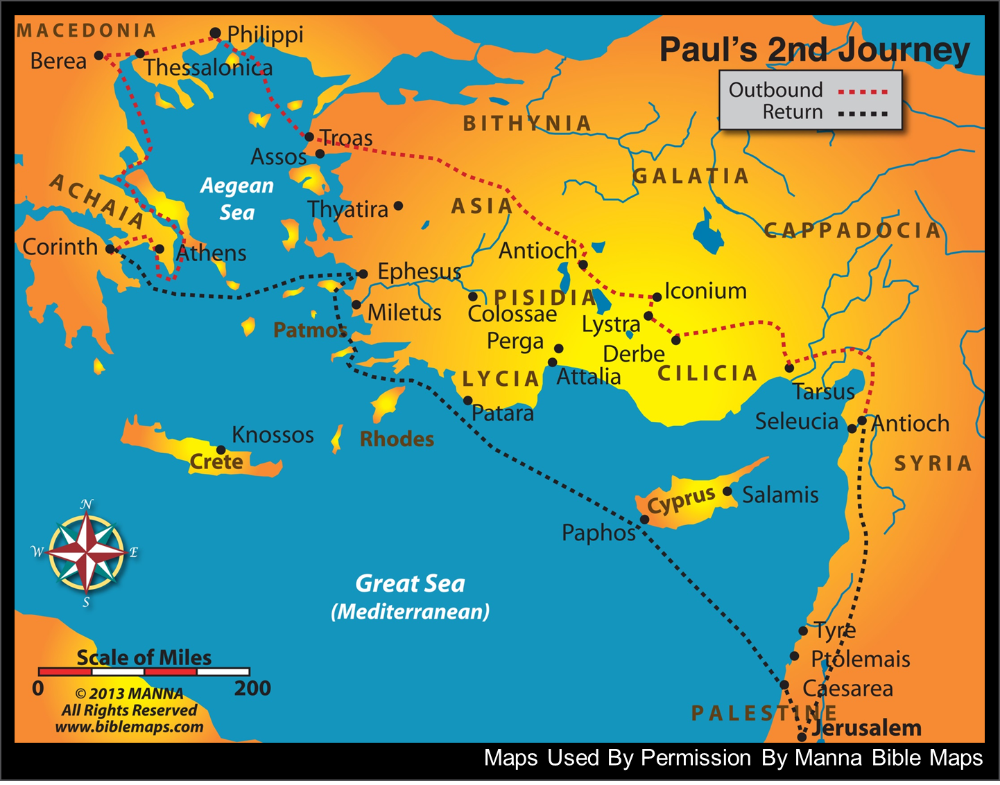 MACEDONIA
Philippi
Berea
Thessalonica
Paul's 2nd Journey
Outbound
Return
BITHYNIA
Troas
Assos
GALATIA
ACHAIA
Aegean
Sea
Thyatira
ASIA
CAPPADOCIA
Corinth
Athens
Antioch
Ephesus
PISIDIA
Iconium
Miletus
Colossae
Lystra
Patmos
Perga
Derbe
LYCIA
Attalia
CILICIA
Tarsus
Patara
Seleucia
Antioch
Knossos
Rhodes
Crete
SYRIA
Cyprus
Salamis
Paphos
N
W
E
S
Great Sea
(Mediterranean)
Tyre
Ptolemais
Caesarea
PALESTINE
Jerusalem
Scale of Miles
0
200
© 2013 MANNA
All Rights Reserved
www.biblemaps.com
Maps Used By Permission By Manna Bible Maps